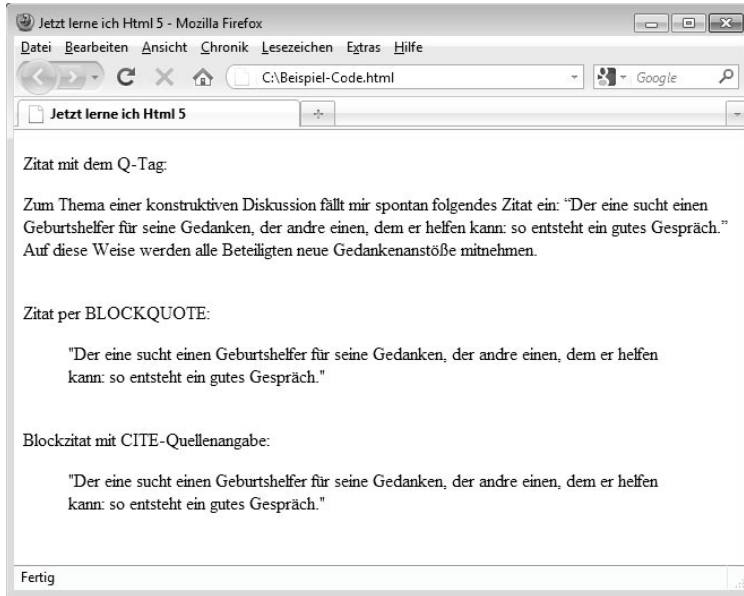 Jetzt lerne ich Html 5 - Mozilla Firefox
Datei Bearbeiten Ansicht Chronik Lesezeichen Extras Hilfe
C:\Beispiel-Code.html
Google
Jetzt lerne ich Html 5
Zitat mit dem Q-Tag:
Zum Thema einer konstruktiven Diskussion fällt mir spontan folgendes Zitat ein: “Der eine sucht einen
Geburtshelfer für seine Gedanken, der andre einen, dem er helfen kann: so entsteht ein gutes Gespräch.”
Auf diese Weise werden alle Beteiligten neue Gedankenanstöße mitnehmen.
Zitat per BLOCKQUOTE:
"Der eine sucht einen Geburtshelfer für seine Gedanken, der andre einen, dem er helfen
kann: so entsteht ein gutes Gespräch."
Blockzitat mit CITE-Quellenangabe:
"Der eine sucht einen Geburtshelfer für seine Gedanken, der andre einen, dem er helfen
kann: so entsteht ein gutes Gespräch."
Fertig